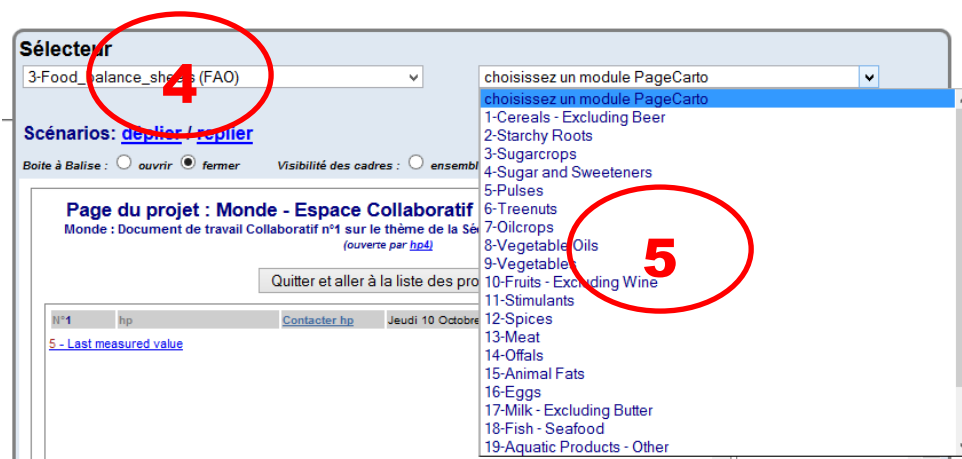 Sélecteur
3-Food_balance_sheets (FAO)
choisissez un module PageCarto
4
choisissez un module PageCarto
1-Cereals - Excluding Beer
2-Starchy Roots
3-Sugarcrops
4-Sugar and Sweeteners
5-Pulses
6-Treenuts
7-Oilcrops
8-Vegetable Oils
9-Vegetables
10-Fruits - Excluding Wine
11-Stimulants
12-Spices
13-Meat
14-Offals
15-Animal Fats
16-Eggs
17-Milk - Excluding Butter
18-Fish - Seafood
19-Aquatic Products - Other
5
Scénarios: déplier / replier
Boite à Balise : ouvrir fermer Visibilité des cadres : ensembl
Page du projet : Monde - Espace Collaboratif
Monde : Document de travail Collaboratif n°1 sur le thème de la Sé
(ouverte par hp4)
Quitter et aller à la liste des pro
N°1 hp Contacter hp Jeudi 10 Octobre
5 - Last measured value